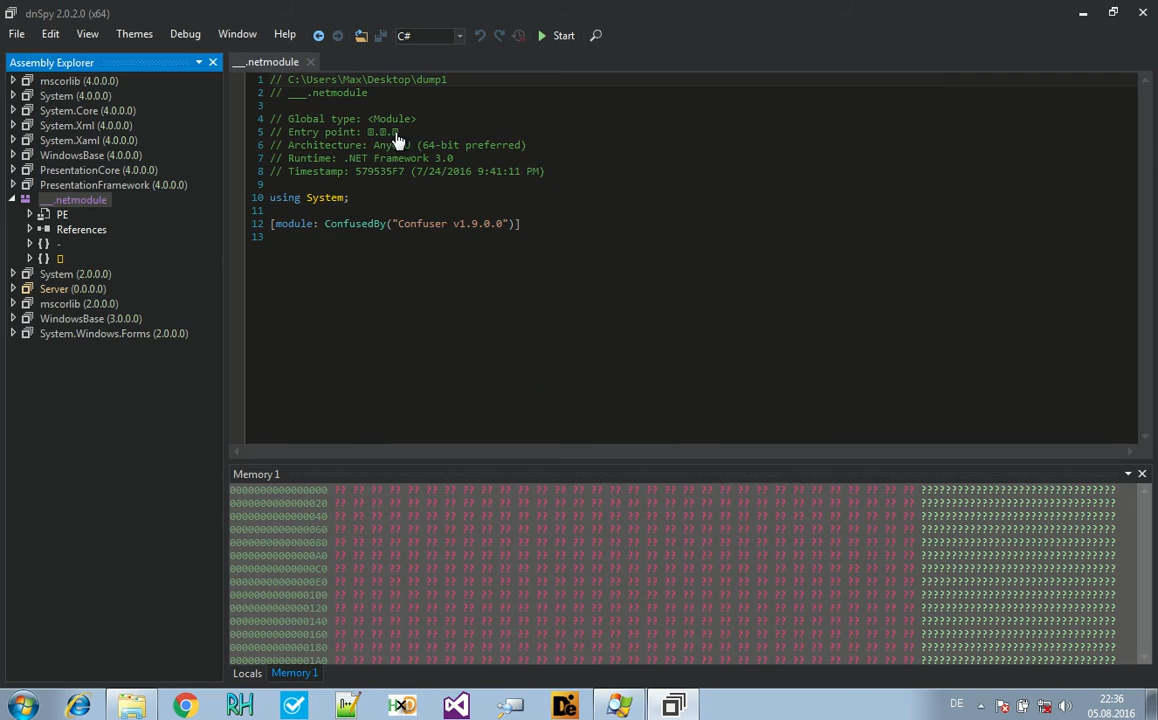 dnSpy 2.0.2.0 (x64)
File Edit View Themes Debug Window Help C# Start
Assembly Explorer
mscorlib (4.0.0.0)
System (4.0.0.0)
System.Core (4.0.0.0)
System.Xml (4.0.0.0)
System.Xaml (4.0.0.0)
WindowsBase (4.0.0.0)
PresentationCore (4.0.0.0)
PresentationFramework (4.0.0.0)
___.netmodule
PE
References
{ } -
{ }
System (2.0.0.0)
Server (0.0.0.0)
mscorlib (2.0.0.0)
WindowsBase (3.0.0.0)
System.Windows.Forms (2.0.0.0)
___.netmodule
1 // C:\Users\Max\Desktop\dump1
2 // ___.netmodule
3
4 // Global type: <Module>
5 // Entry point:
6 // Architecture: (64-bit preferred)
7 // Runtime: .NET Framework 3.0
8 // Timestamp: 579535F7 (7/24/2016 9:41:11 PM)
9
10 using System;
11
12 [module: ConfusedBy("Confuser v1.9.0.0")]
13
Memory 1
0000000000000000 ?? ?? ?? ?? ?? ?? ?? ?? ?? ?? ?? ?? ?? ?? ?? ?? ?? ?? ?? ?? ?? ?? ?? ?? ?? ?? ?? ?? ?? ?? ?? ?? ????????????????????????????????
0000000000000020 ?? ?? ?? ?? ?? ?? ?? ?? ?? ?? ?? ?? ?? ?? ?? ?? ?? ?? ?? ?? ?? ?? ?? ?? ?? ?? ?? ?? ?? ?? ?? ?? ????????????????????????????????
0000000000000040 ?? ?? ?? ?? ?? ?? ?? ?? ?? ?? ?? ?? ?? ?? ?? ?? ?? ?? ?? ?? ?? ?? ?? ?? ?? ?? ?? ?? ?? ?? ?? ?? ????????????????????????????????
0000000000000060 ?? ?? ?? ?? ?? ?? ?? ?? ?? ?? ?? ?? ?? ?? ?? ?? ?? ?? ?? ?? ?? ?? ?? ?? ?? ?? ?? ?? ?? ?? ?? ?? ????????????????????????????????
0000000000000080 ?? ?? ?? ?? ?? ?? ?? ?? ?? ?? ?? ?? ?? ?? ?? ?? ?? ?? ?? ?? ?? ?? ?? ?? ?? ?? ?? ?? ?? ?? ?? ?? ????????????????????????????????
00000000000000A0 ?? ?? ?? ?? ?? ?? ?? ?? ?? ?? ?? ?? ?? ?? ?? ?? ?? ?? ?? ?? ?? ?? ?? ?? ?? ?? ?? ?? ?? ?? ?? ?? ????????????????????????????????
00000000000000C0 ?? ?? ?? ?? ?? ?? ?? ?? ?? ?? ?? ?? ?? ?? ?? ?? ?? ?? ?? ?? ?? ?? ?? ?? ?? ?? ?? ?? ?? ?? ?? ?? ????????????????????????????????
00000000000000E0 ?? ?? ?? ?? ?? ?? ?? ?? ?? ?? ?? ?? ?? ?? ?? ?? ?? ?? ?? ?? ?? ?? ?? ?? ?? ?? ?? ?? ?? ?? ?? ?? ????????????????????????????????
0000000000000100 ?? ?? ?? ?? ?? ?? ?? ?? ?? ?? ?? ?? ?? ?? ?? ?? ?? ?? ?? ?? ?? ?? ?? ?? ?? ?? ?? ?? ?? ?? ?? ?? ????????????????????????????????
0000000000000120 ?? ?? ?? ?? ?? ?? ?? ?? ?? ?? ?? ?? ?? ?? ?? ?? ?? ?? ?? ?? ?? ?? ?? ?? ?? ?? ?? ?? ?? ?? ?? ?? ????????????????????????????????
0000000000000140 ?? ?? ?? ?? ?? ?? ?? ?? ?? ?? ?? ?? ?? ?? ?? ?? ?? ?? ?? ?? ?? ?? ?? ?? ?? ?? ?? ?? ?? ?? ?? ?? ????????????????????????????????
0000000000000160 ?? ?? ?? ?? ?? ?? ?? ?? ?? ?? ?? ?? ?? ?? ?? ?? ?? ?? ?? ?? ?? ?? ?? ?? ?? ?? ?? ?? ?? ?? ?? ?? ????????????????????????????????
0000000000000180 ?? ?? ?? ?? ?? ?? ?? ?? ?? ?? ?? ?? ?? ?? ?? ?? ?? ?? ?? ?? ?? ?? ?? ?? ?? ?? ?? ?? ?? ?? ?? ?? ????????????????????????????????
00000000000001A0 ?? ?? ?? ?? ?? ?? ?? ?? ?? ?? ?? ?? ?? ?? ?? ?? ?? ?? ?? ?? ?? ?? ?? ?? ?? ?? ?? ?? ?? ?? ?? ?? ????????????????????????????????
Locals Memory 1
RH HxD De DE 22:36
05.08.2016